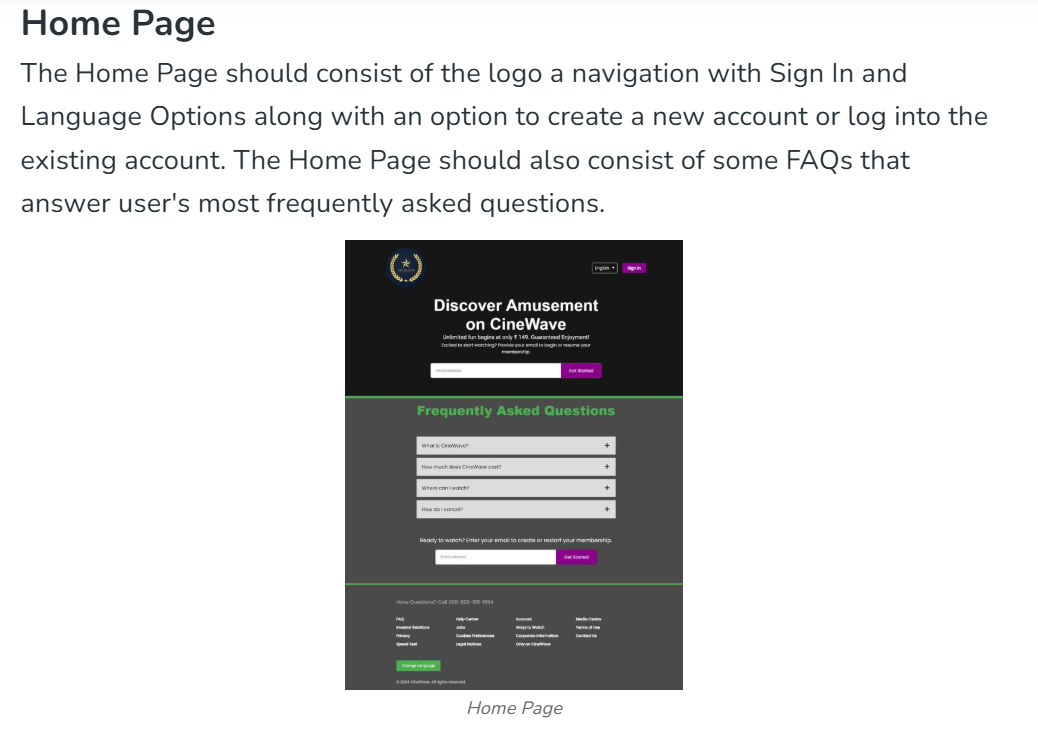 Home Page
The Home Page should consist of the logo a navigation with Sign In and
Language Options along with an option to create a new account or log into the
existing account. The Home Page should also consist of some FAQs that
answer user's most frequently asked questions.
English
Sign In
Discover Amusement
on CineWave
Unlimited fun begins at only ₹ 149. Guaranteed Enjoyment!
Excited to start watching? Provide your email to begin or resume your
membership.
Email address
Get Started
Frequently Asked Questions
What is CineWave?
+
How much does CineWave cost?
+
Where can I watch?
+
How do I cancel?
+
Ready to watch? Enter your email to create or restart your membership.
Email address
Get Started
Have Questions? Call
FAQ Help Center Account Media Centre
Investor Relations Jobs Ways to Watch Terms of Use
Privacy Cookies Preferences Corporate Information Contact Us
Speed Test Legal Notices Only on CineWave
Change Language
© 2024 CineWave. All rights reserved.
Home Page